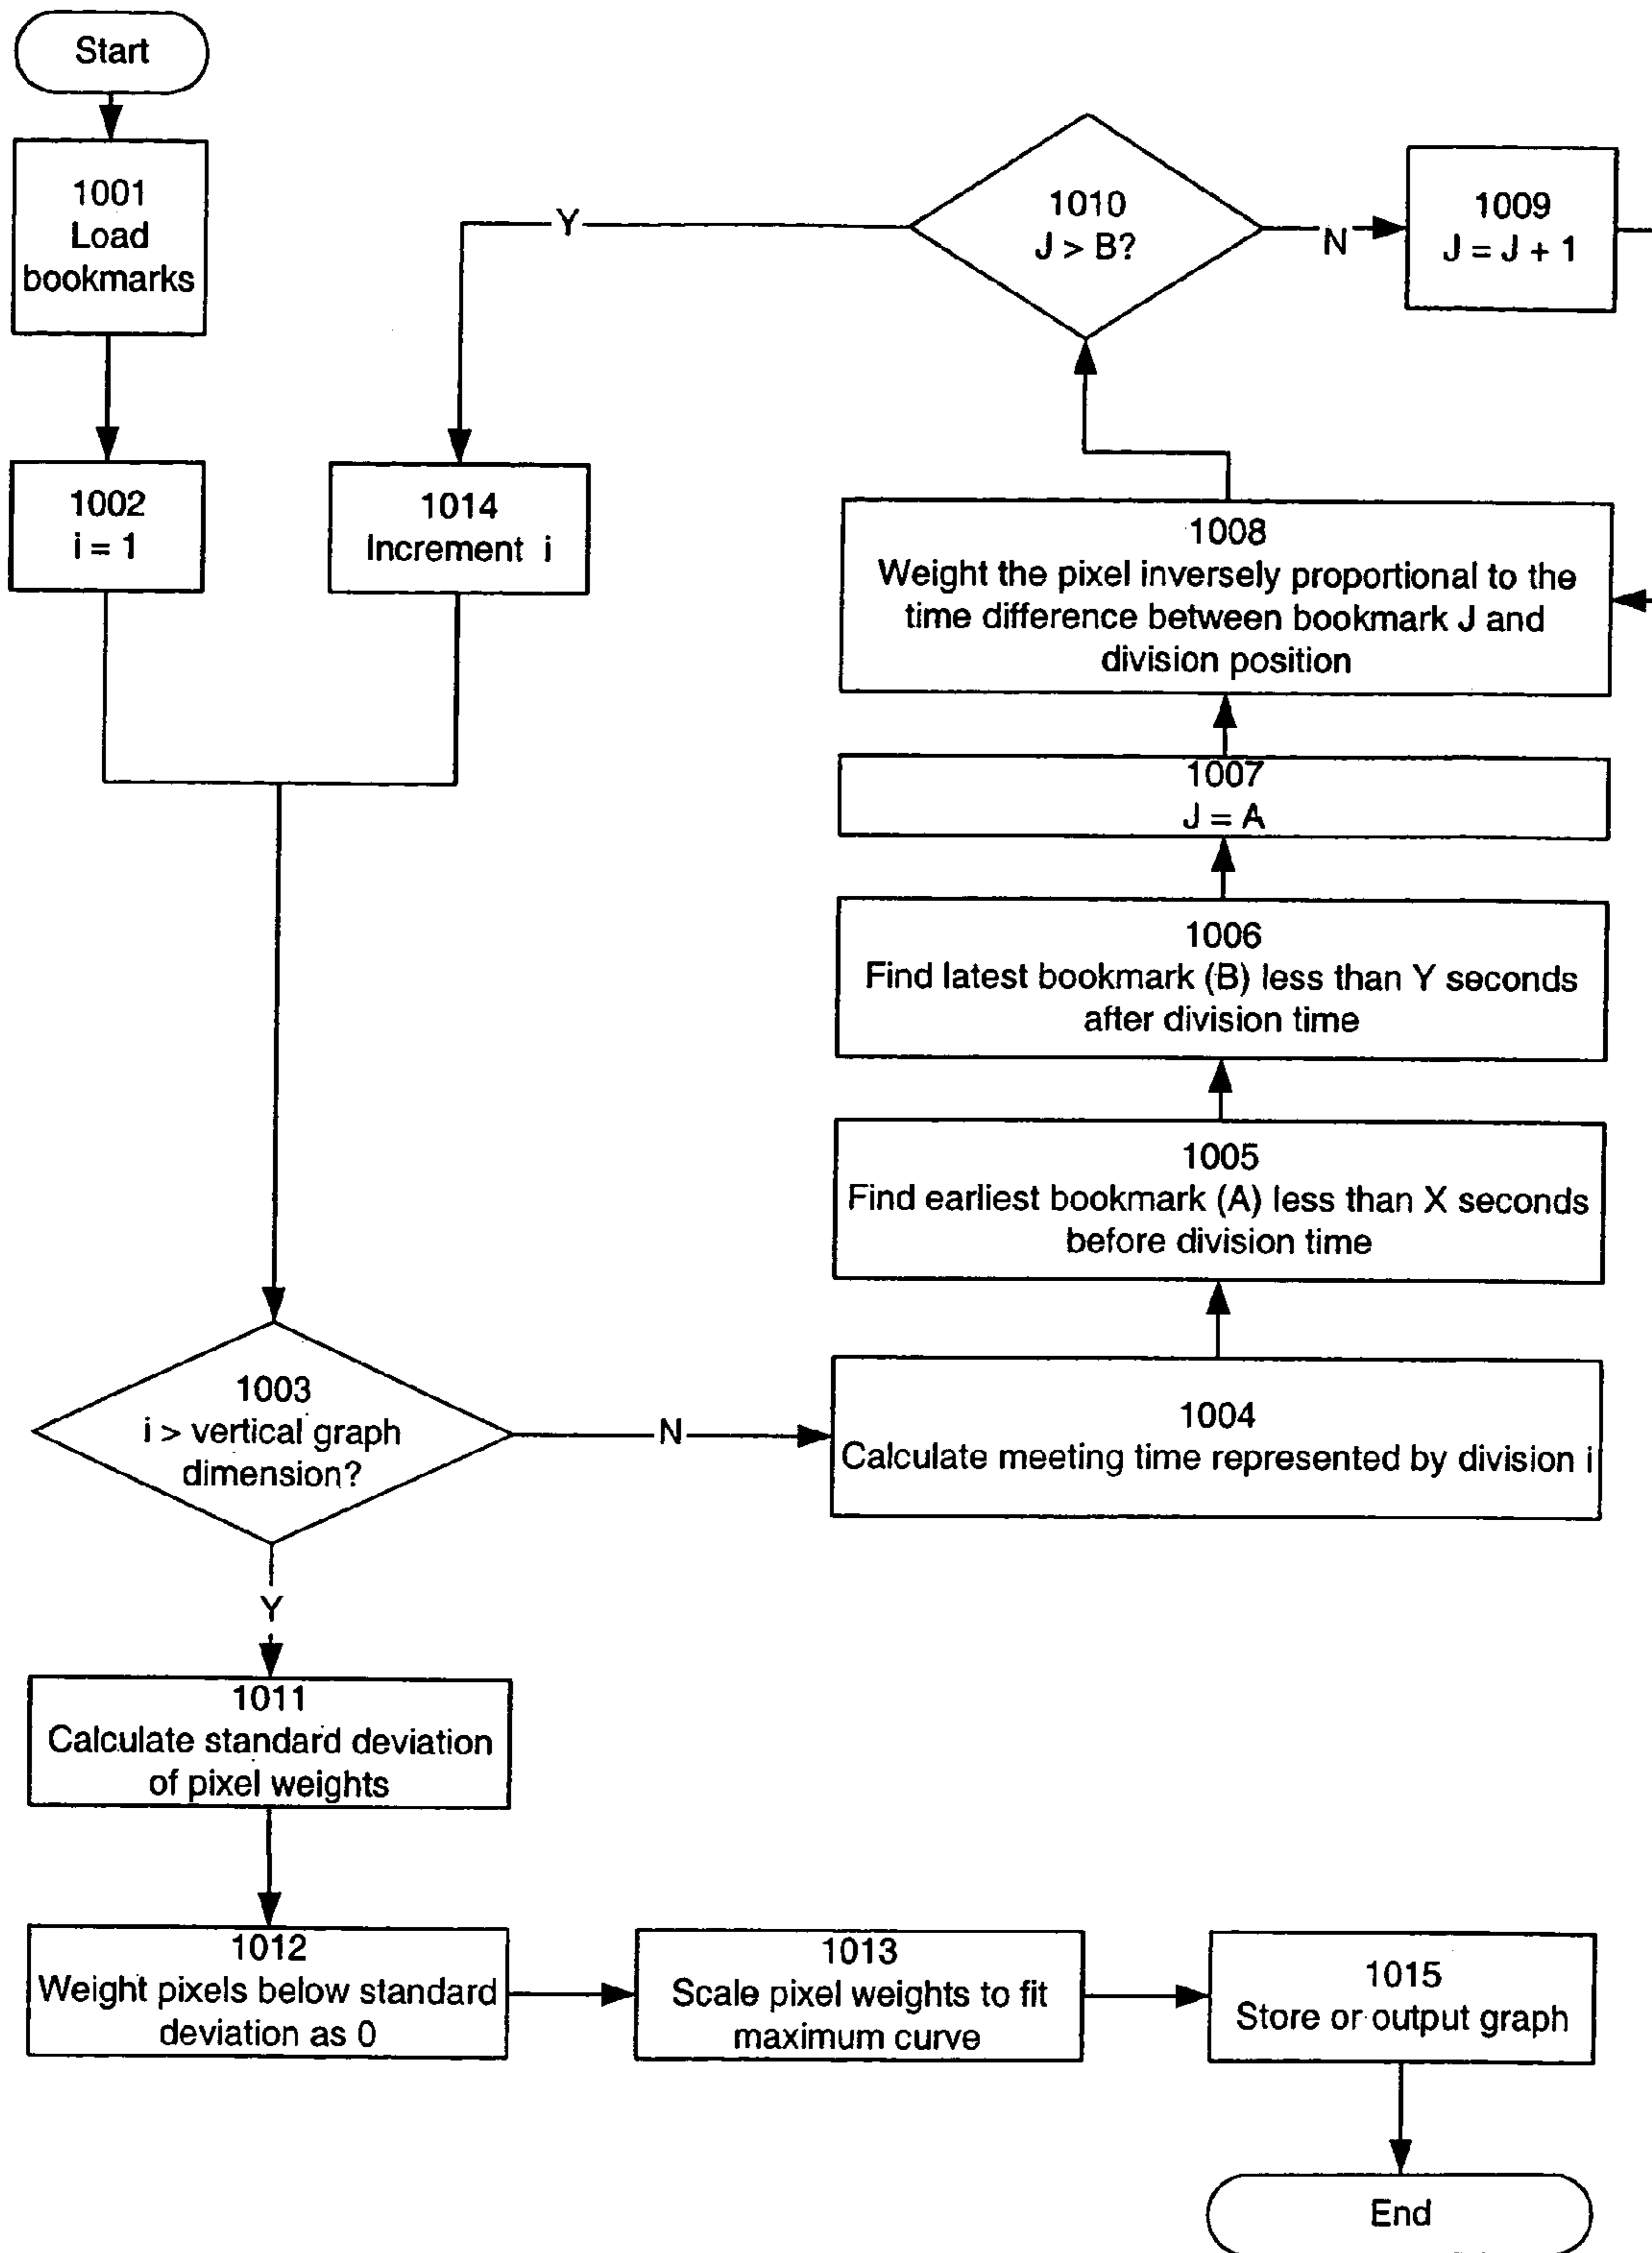 Start
1001
Load
bookmarks
1002
i = 1
1014
Increment i
Y
1010
J > B?
N
1009
J = J + 1
1008
Weight the pixel inversely proportional to the
time difference between bookmark J and
division position
1007
J = A
1006
Find latest bookmark (B) less than Y seconds
after division time
1005
Find earliest bookmark (A) less than X seconds
before division time
1003
i > vertical graph
dimension?
N
1004
Calculate meeting time represented by division i
Y
1011
Calculate standard deviation
of pixel weights
1012
Weight pixels below standard
deviation as 0
1013
Scale pixel weights to fit
maximum curve
1015
Store or output graph
End